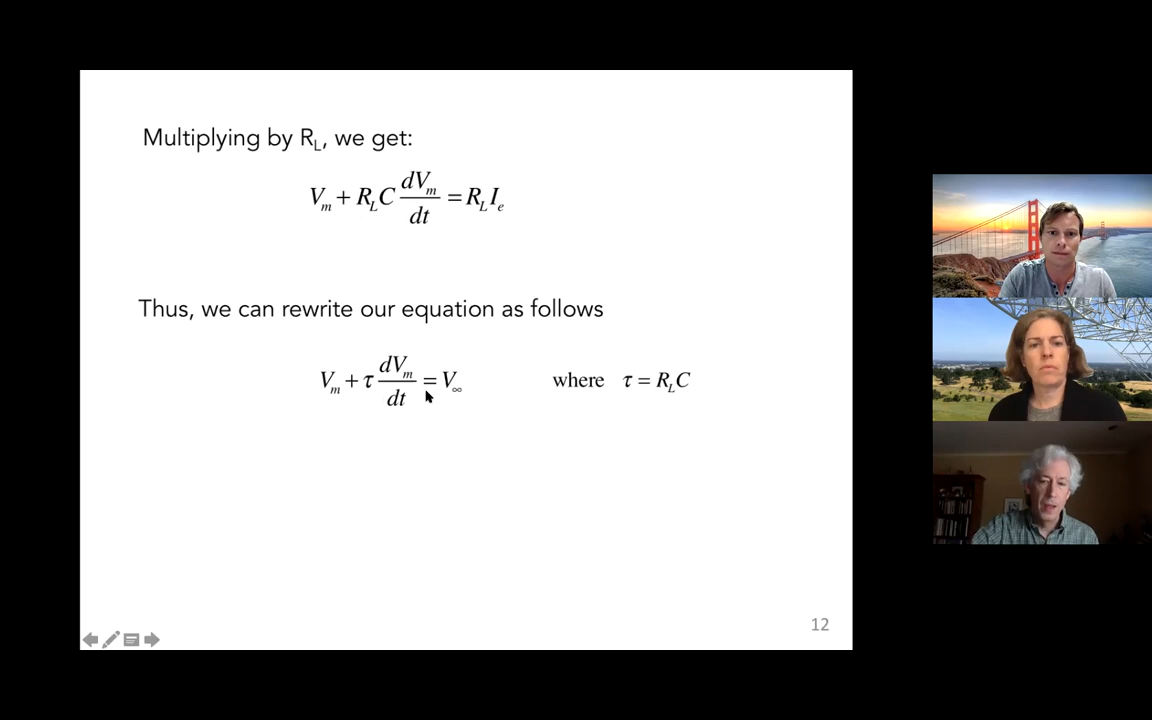 Multiplying by R_L, we get:
V_m + R_L C dV_m/dt = R_L I_e
Thus, we can rewrite our equation as follows
V_m + τ dV_m/dt = V_∞ where τ = R_L C
12